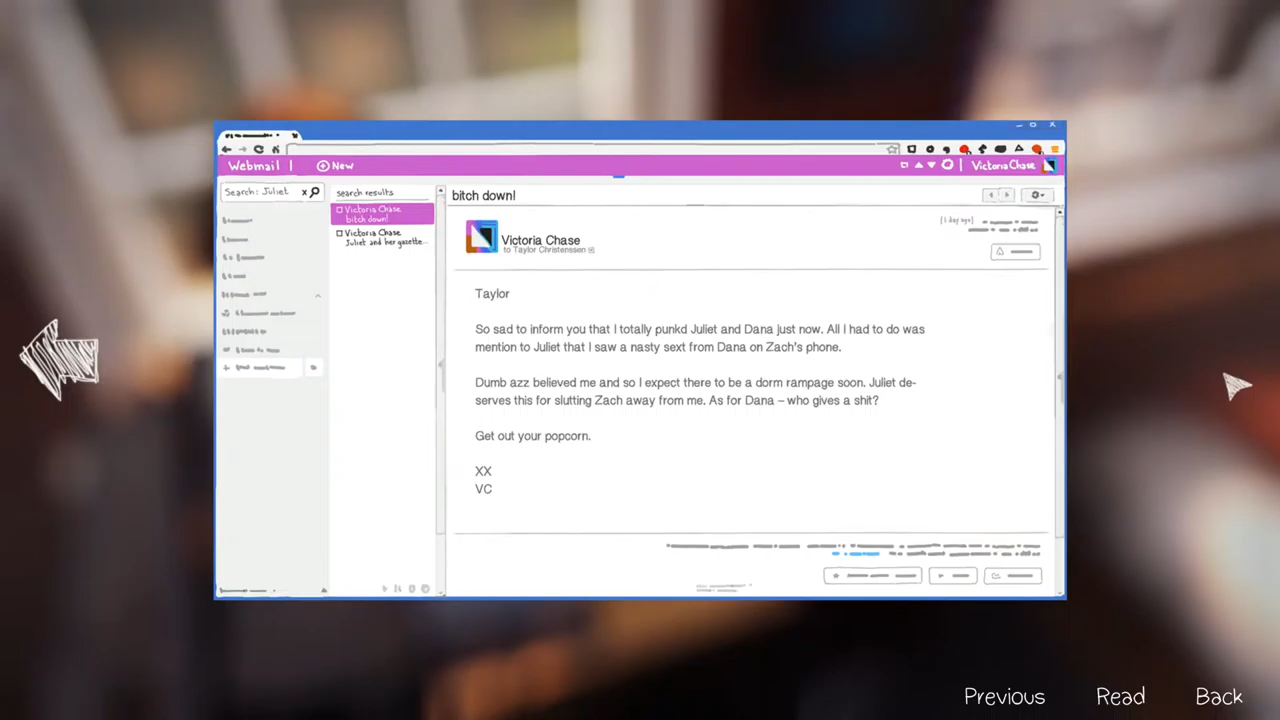 Webmail | New
Victoria Chase
Search: Juliet x
search results
Victoria Chase
bitch down!
Victoria Chase
Juliet and her gazette...
bitch down!
Victoria Chase
to Taylor Christenssen
[1 day ago]
Taylor
So sad to inform you that I totally punkd Juliet and Dana just now. All I had to do was
mention to Juliet that I saw a nasty sext from Dana on Zach's phone.
Dumb azz believed me and so I expect there to be a dorm rampage soon. Juliet de-
serves this for slutting Zach away from me. As for Dana – who gives a shit?
Get out your popcorn.
XX
VC
Previous
Read
Back